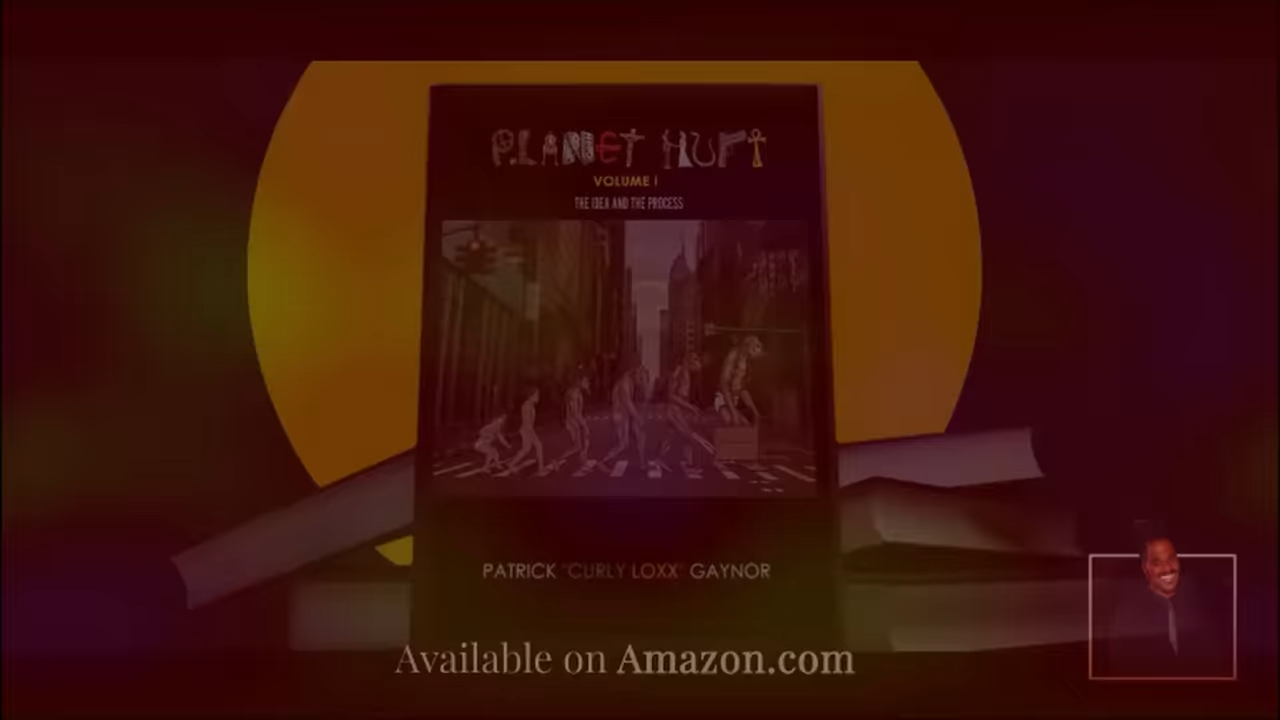 PLANET HUFT
VOLUME I
THE IDEA AND THE PROCESS
PATRICK "CURLY LOXX" GAYNOR
Available on Amazon.com